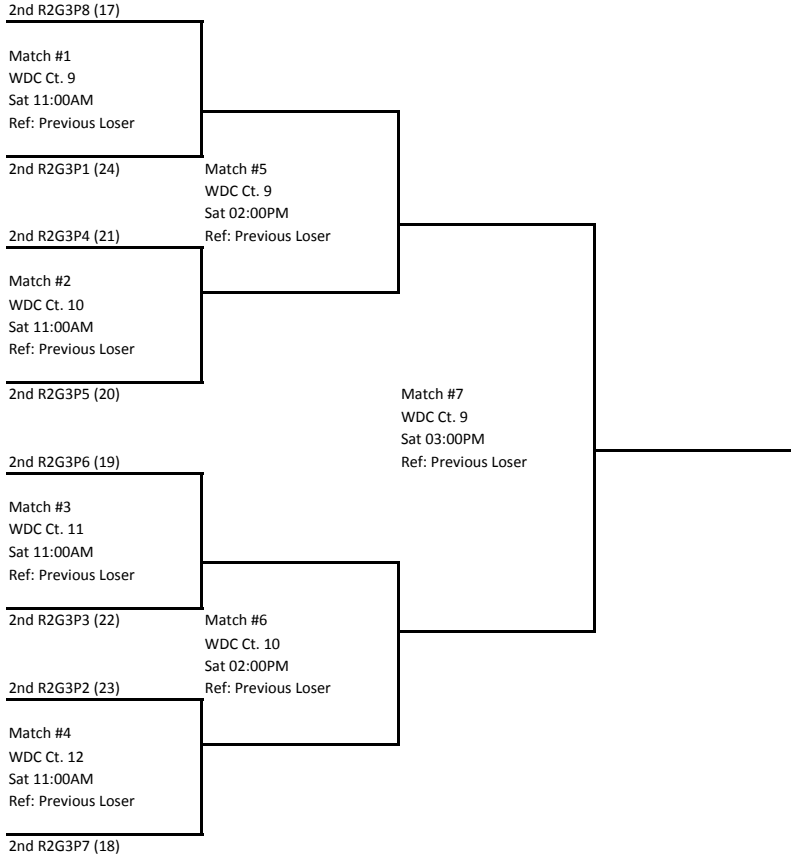 2nd R2G3P8 (17)
Match #1
WDC Ct. 9
Sat 11:00AM
Ref: Previous Loser
2nd R2G3P1 (24)
Match #5
WDC Ct. 9
Sat 02:00PM
Ref: Previous Loser
2nd R2G3P4 (21)
Match #2
WDC Ct. 10
Sat 11:00AM
Ref: Previous Loser
2nd R2G3P5 (20)
Match #7
WDC Ct. 9
Sat 03:00PM
Ref: Previous Loser
2nd R2G3P6 (19)
Match #3
WDC Ct. 11
Sat 11:00AM
Ref: Previous Loser
2nd R2G3P3 (22)
Match #6
WDC Ct. 10
Sat 02:00PM
Ref: Previous Loser
2nd R2G3P2 (23)
Match #4
WDC Ct. 12
Sat 11:00AM
Ref: Previous Loser
2nd R2G3P7 (18)